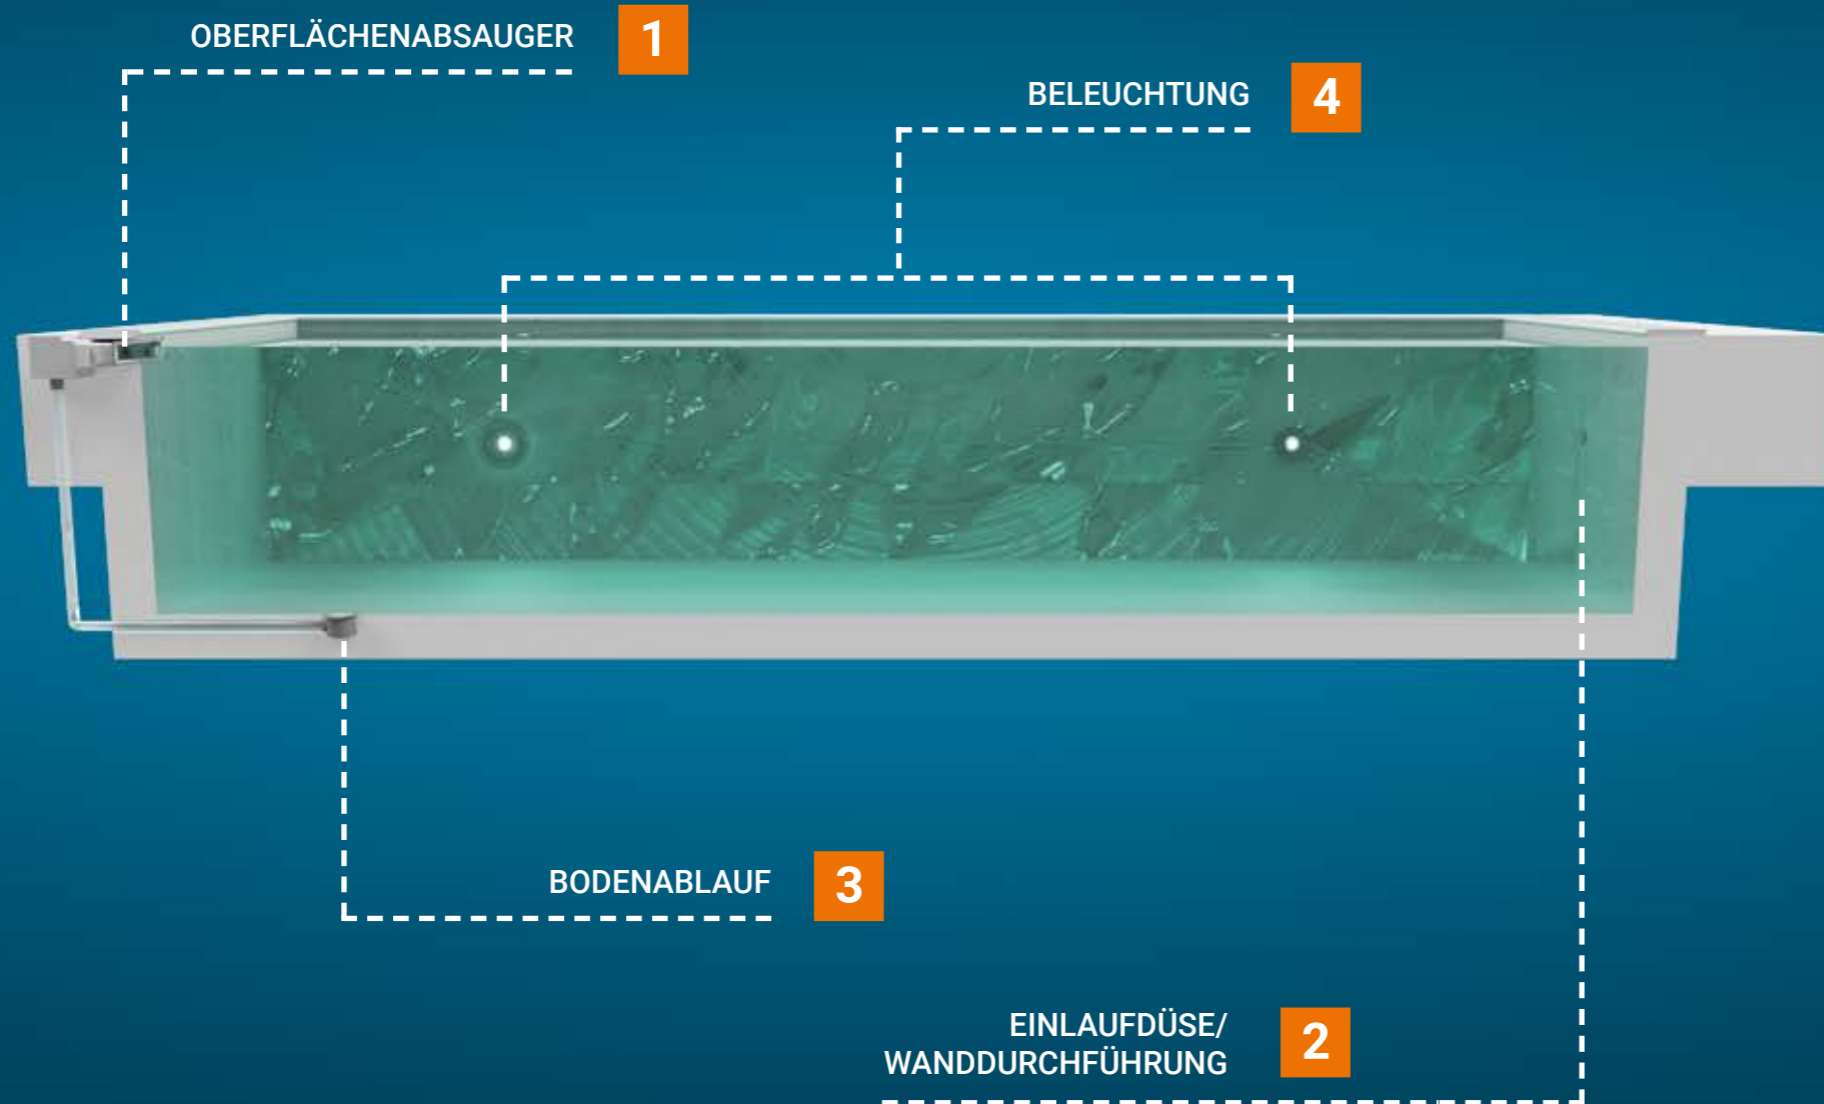 OBERFLÄCHENABSAUGER 1
BELEUCHTUNG 4
BODENABLAUF 3
EINLAUFDÜSE/
WANDDURCHFÜHRUNG 2